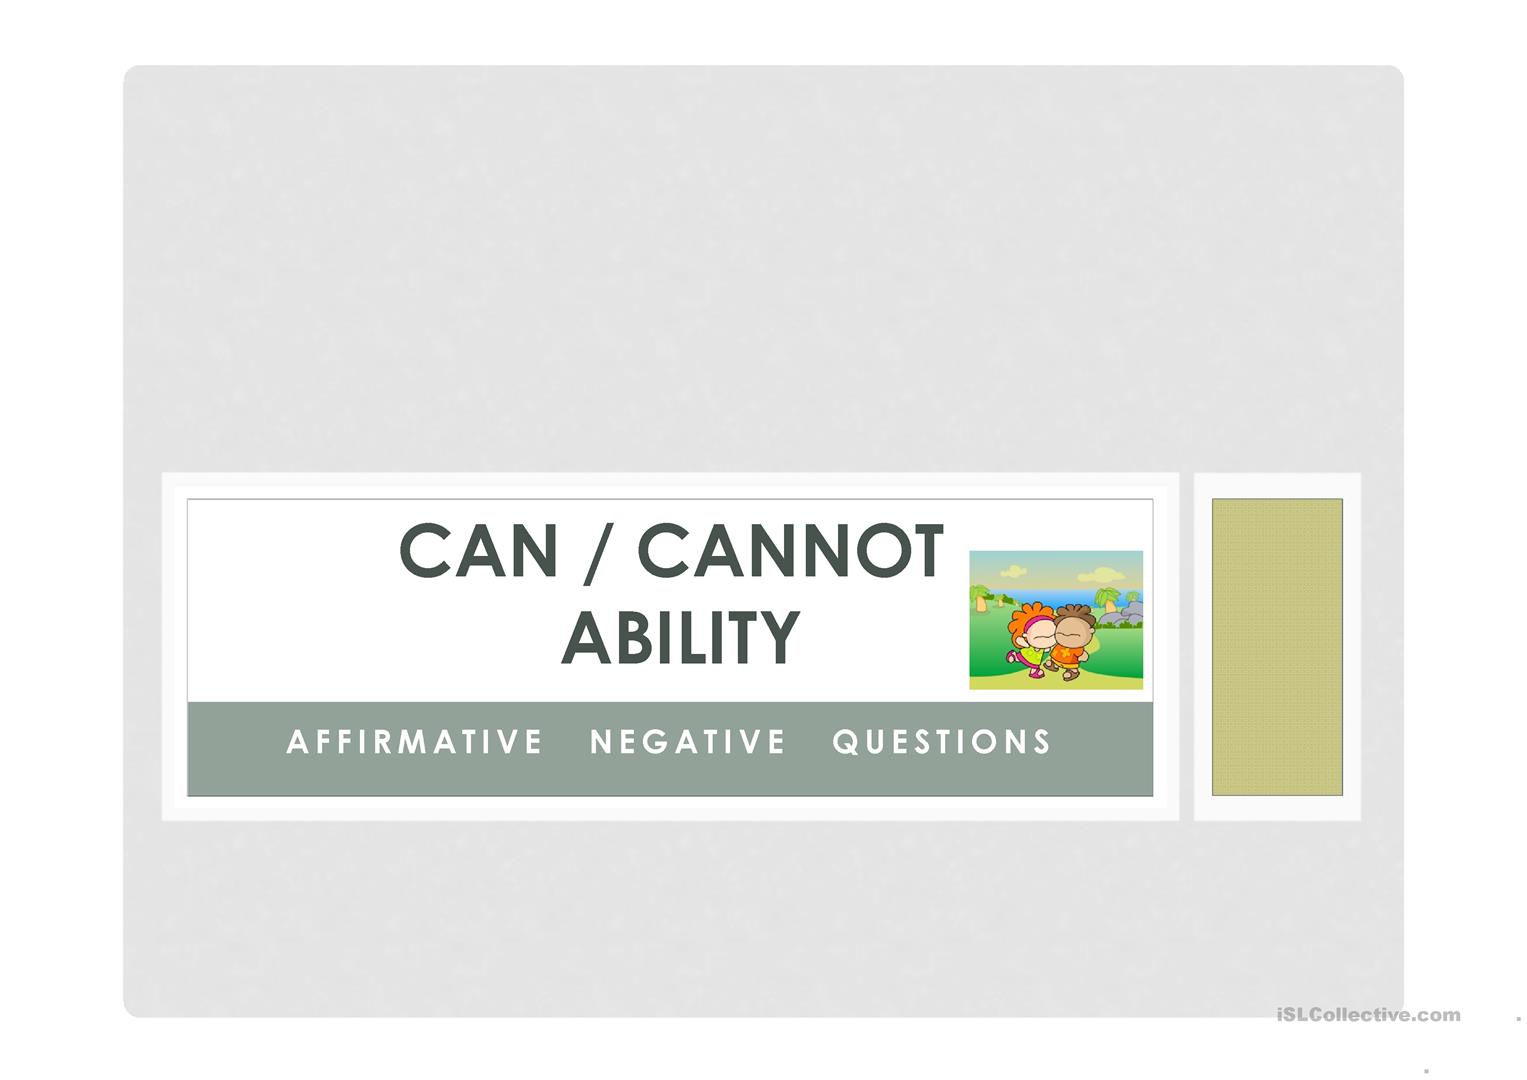 CAN / CANNOT
ABILITY
AFFIRMATIVE NEGATIVE QUESTIONS
iSLCollective.com